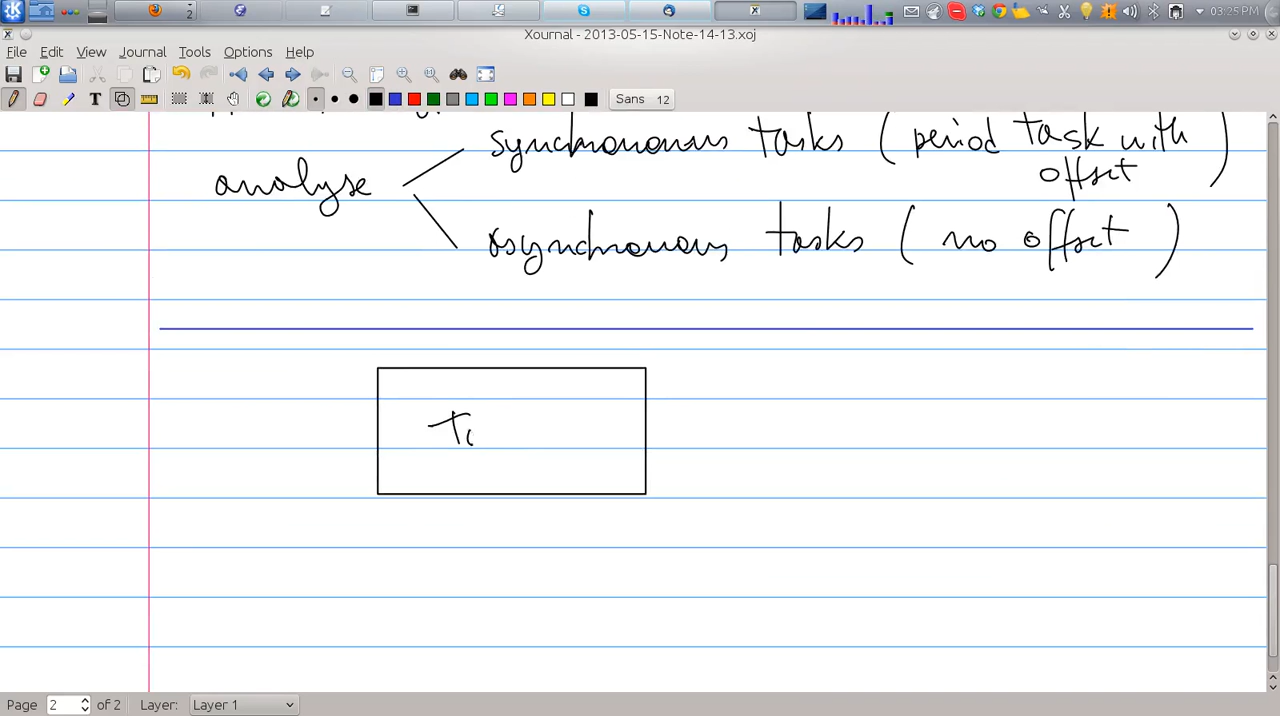 2
03:25 PM
Xournal - 2013-05-15-Note-14-13.xoj
File Edit View Journal Tools Options Help
T Sans 12
synchronous tasks ( period task with offset )
analyse
asynchronous tasks ( no offset )
Page 2 of 2 Layer: Layer 1